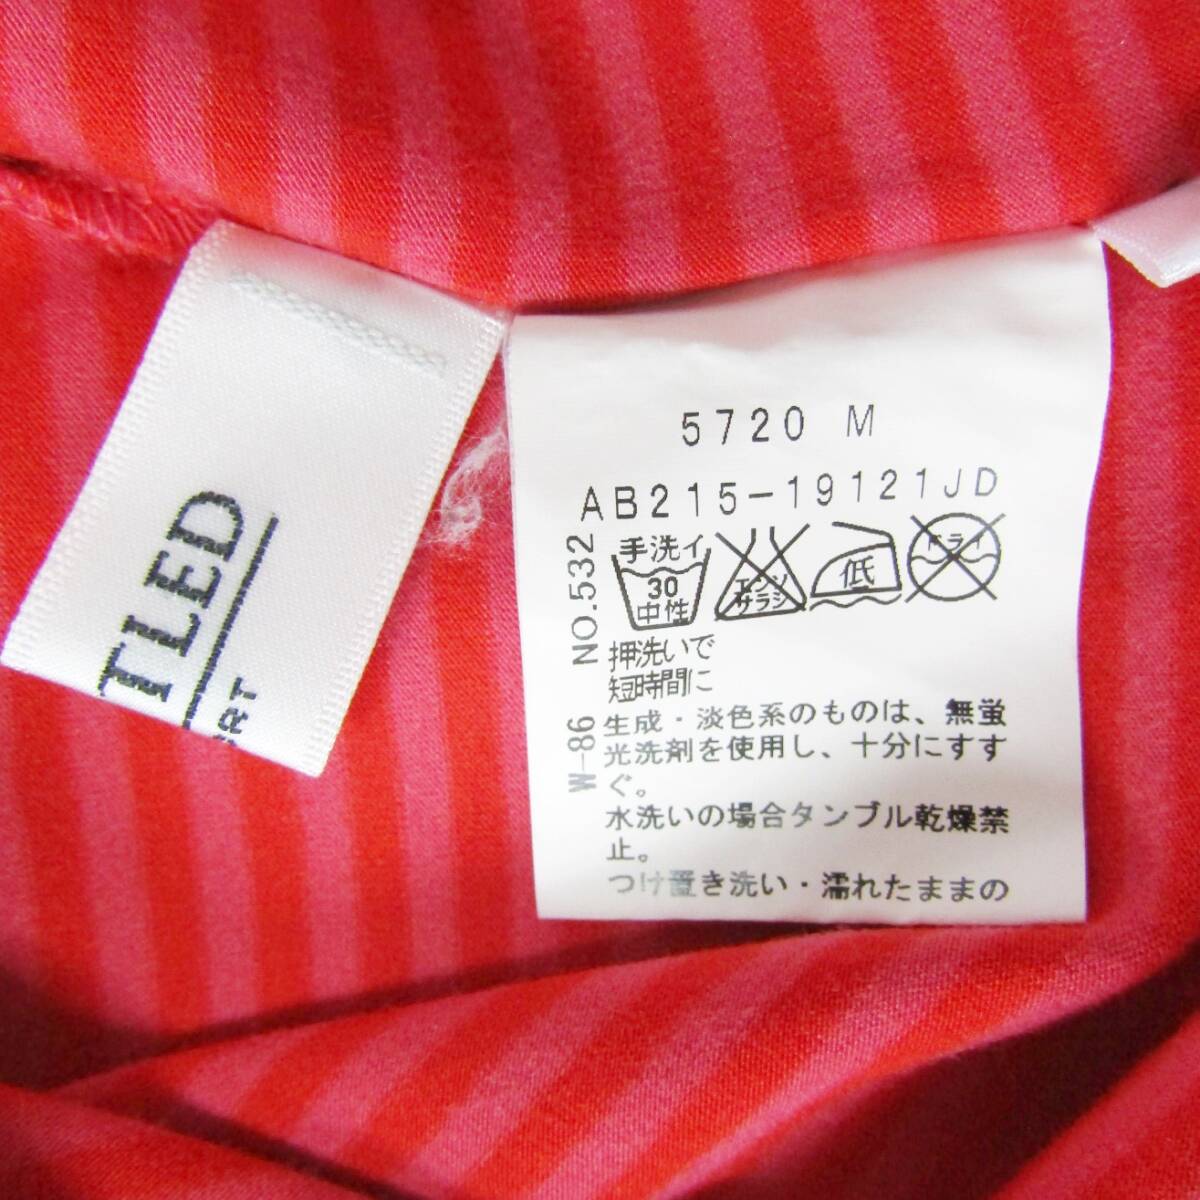 TLED
5720 M
AB215-19121JD
手洗イ
30
中性
エンソ
サラシ
低
ドライ
NO.532
W-86
押洗いで
短時間に
生成・淡色系のものは、無蛍
光洗剤を使用し、十分にすす
ぐ。
水洗いの場合タンブル乾燥禁
止。
つけ置き洗い・濡れたままの